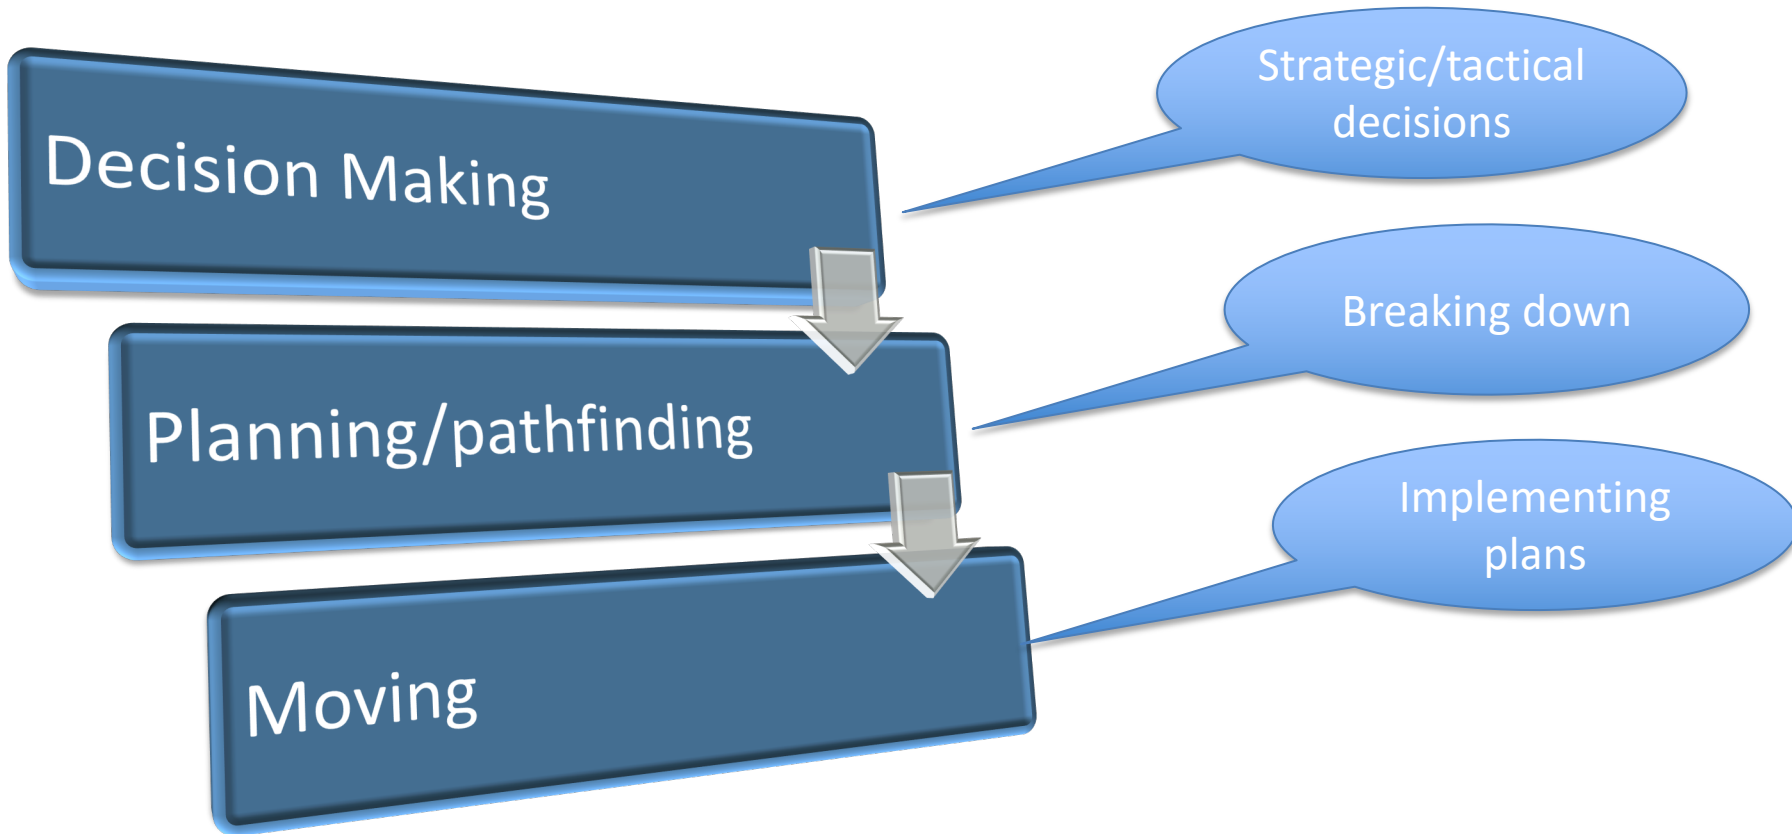 Decision Making
Strategic/tactical
decisions
Planning/pathfinding
Breaking down
Moving
Implementing
plans